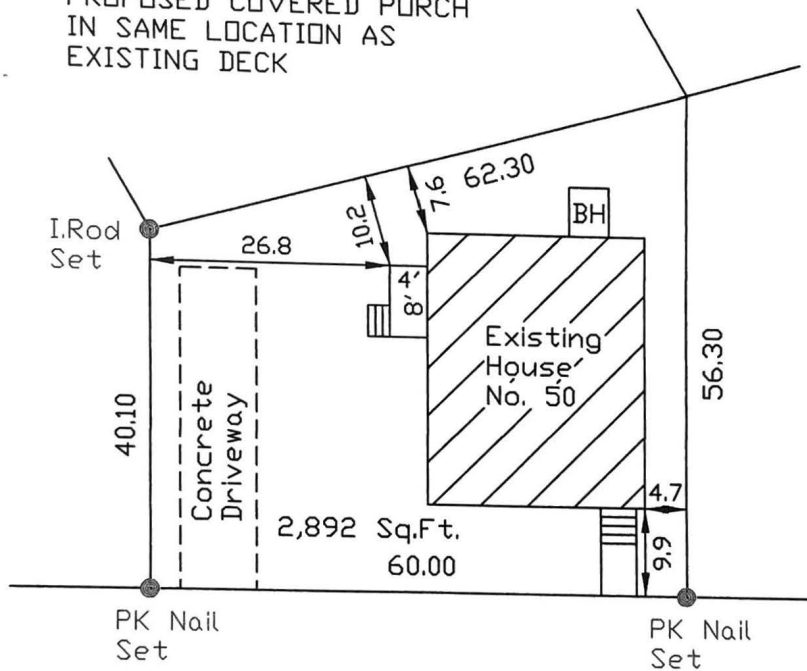 PROPOSED COVERED PORCH
IN SAME LOCATION AS
EXISTING DECK
62.30
7.6
10.2
BH
I.Rod
Set
26.8
4'
8'
Existing
House
No. 50
56.30
40.10
Concrete
Driveway
4.7
2,892 Sq.Ft.
9.9
60.00
PK Nail
Set
PK Nail
Set